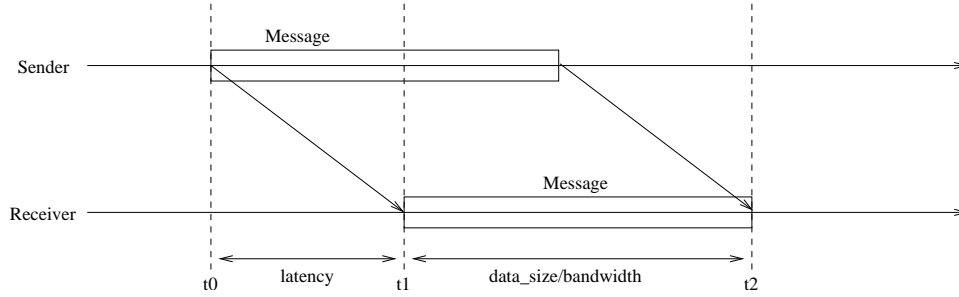 Message
Sender
Message
Receiver
latency
data_size/bandwidth
t0
t1
t2